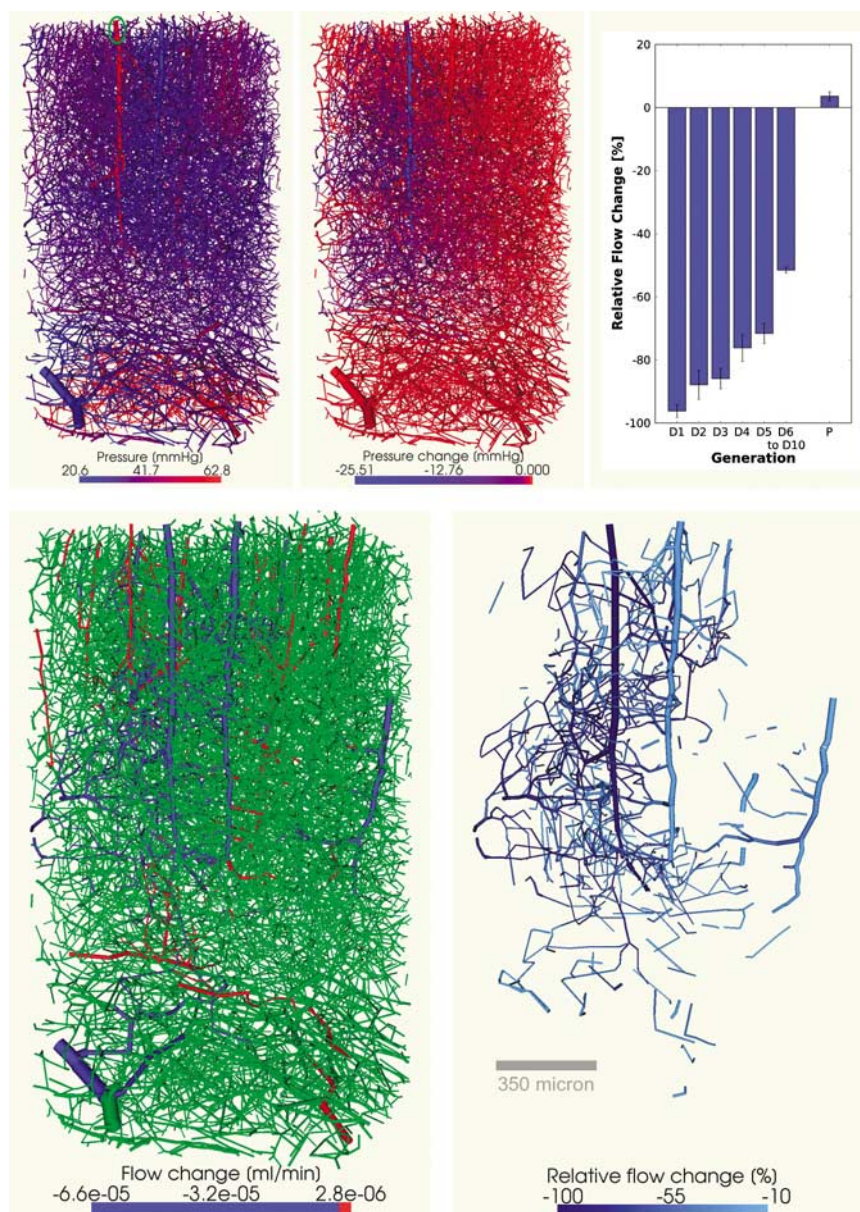 Pressure (mmHg)
20.6 41.7 62.8
Pressure change (mmHg)
-25.51 -12.76 0.000
Relative Flow Change [%]
20
0
-20
-40
-60
-80
-100
D1 D2 D3 D4 D5 D6 P
to D10
Generation
Flow change (ml/min)
-6.6e-05 -3.2e-05 2.8e-06
350 micron
Relative flow change (%)
-100 -55 -10